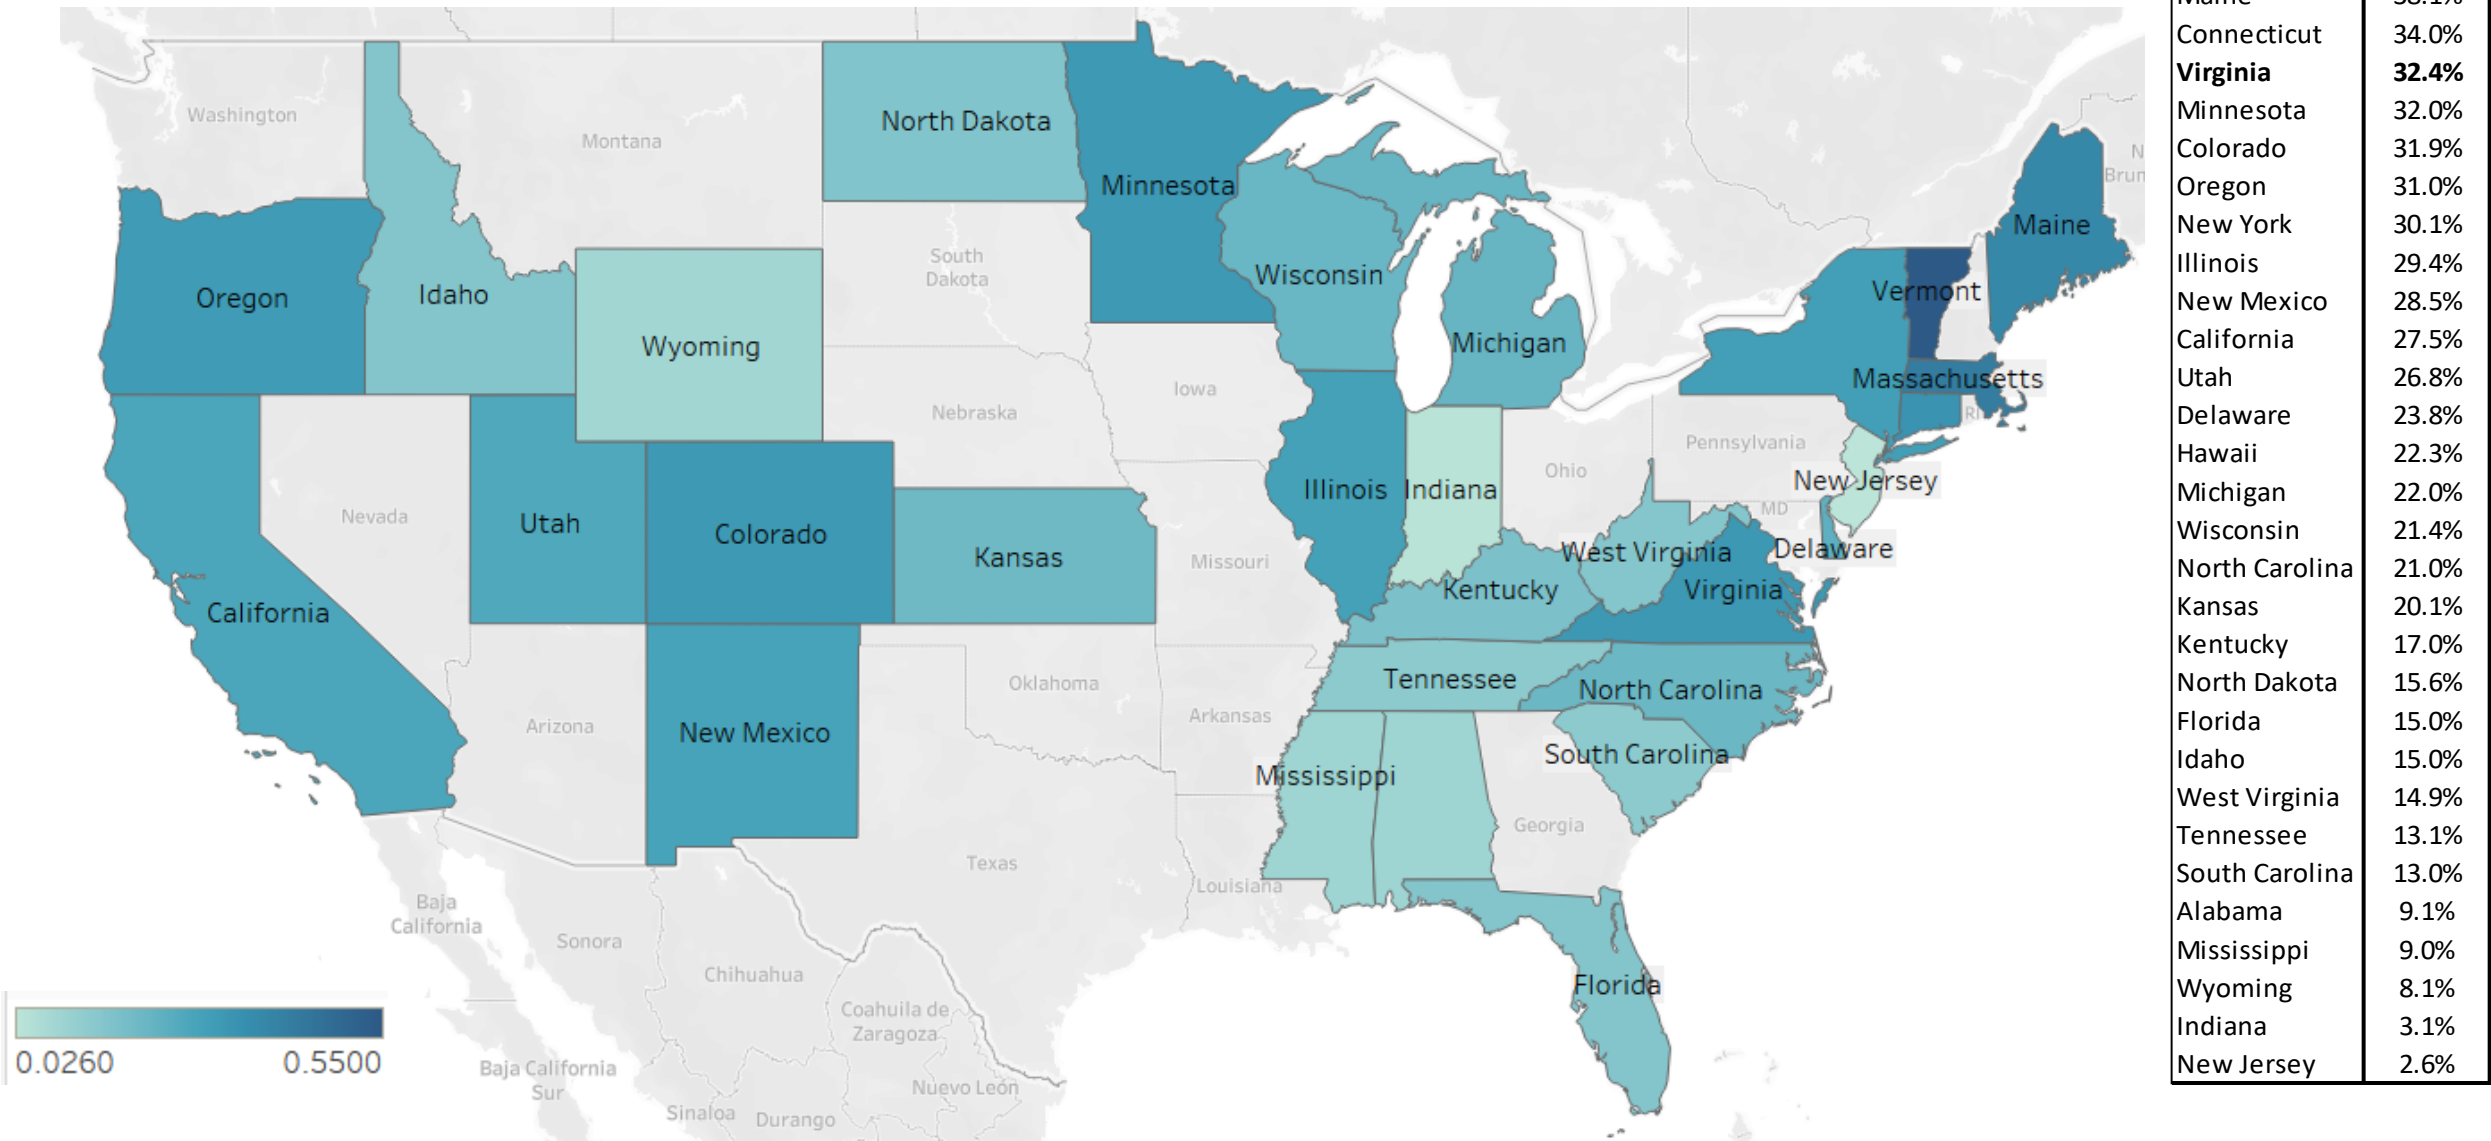 Washington
Montana
North Dakota
Minnesota
Oregon
Idaho
Wyoming
South
Dakota
Wisconsin
Michigan
Maine
Vermont
Massachusetts
RI
N
Brun
Iowa
Nebraska
Nevada
Utah
Colorado
Kansas
Illinois
Indiana
Ohio
Pennsylvania
New Jersey
MD
Delaware
West Virginia
Virginia
Kentucky
Missouri
California
Tennessee
North Carolina
Oklahoma
Arkansas
Arizona
New Mexico
Mississippi
South Carolina
Georgia
Texas
Louisiana
Florida
Baja
California
Sonora
Chihuahua
Coahuila de
Zaragoza
Baja California
Sur
Nuevo León
Sinaloa
Durango
0.0260 0.5500
Maine 38.1%
Connecticut 34.0%
Virginia 32.4%
Minnesota 32.0%
Colorado 31.9%
Oregon 31.0%
New York 30.1%
Illinois 29.4%
New Mexico 28.5%
California 27.5%
Utah 26.8%
Delaware 23.8%
Hawaii 22.3%
Michigan 22.0%
Wisconsin 21.4%
North Carolina 21.0%
Kansas 20.1%
Kentucky 17.0%
North Dakota 15.6%
Florida 15.0%
Idaho 15.0%
West Virginia 14.9%
Tennessee 13.1%
South Carolina 13.0%
Alabama 9.1%
Mississippi 9.0%
Wyoming 8.1%
Indiana 3.1%
New Jersey 2.6%